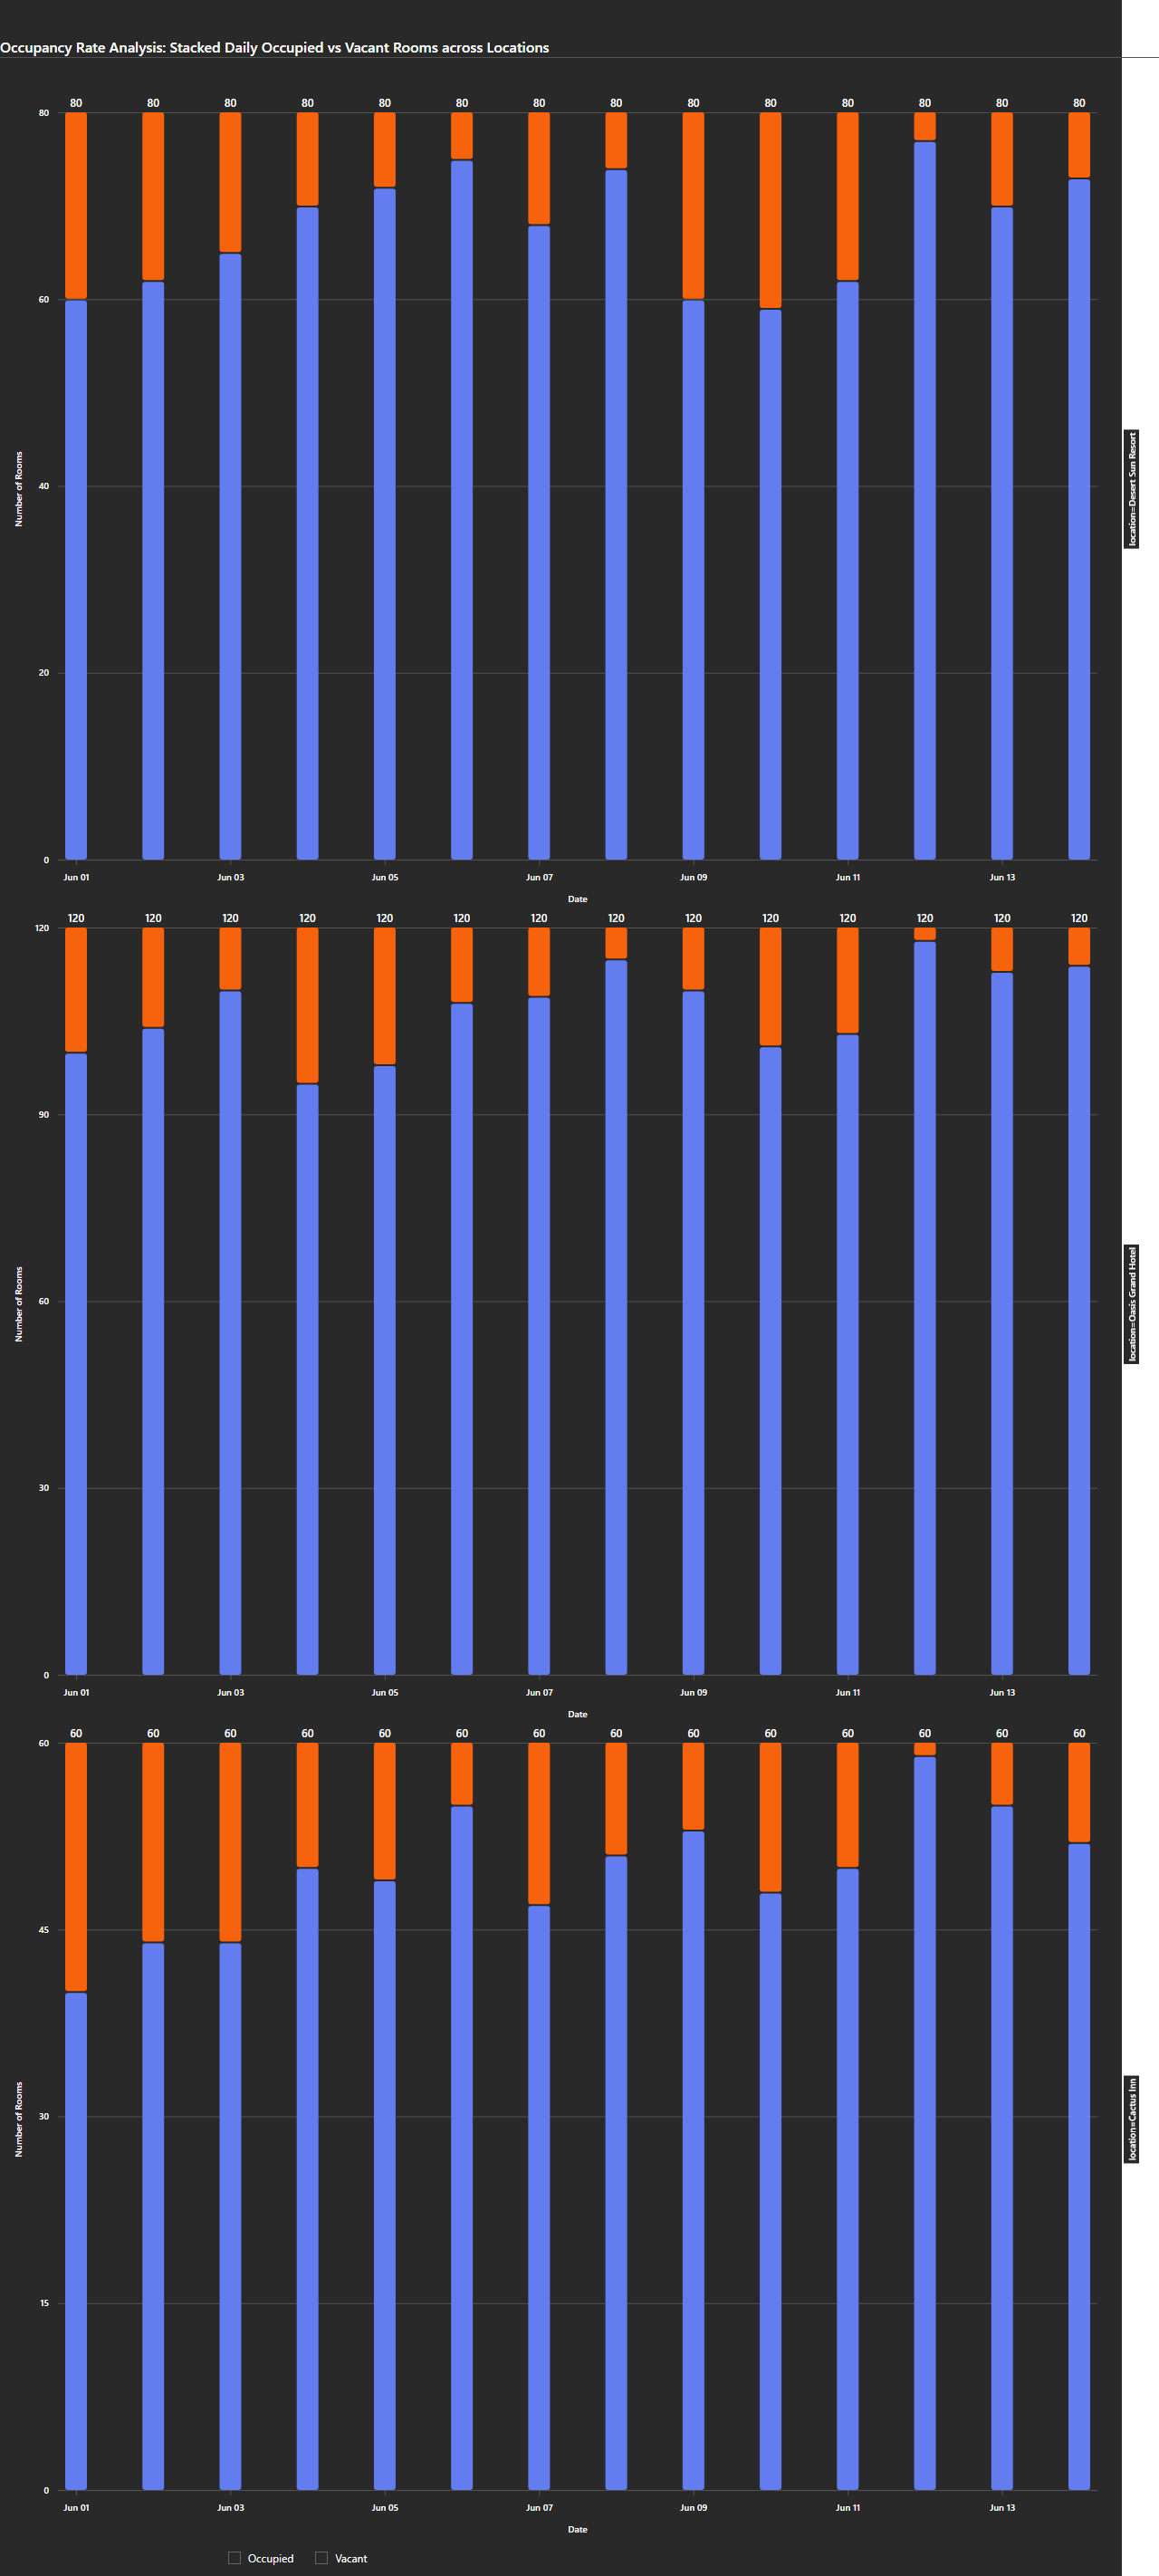 Occupancy Rate Analysis: Stacked Daily Occupied vs Vacant Rooms across Locations
80 80 80 80 80 80 80 80 80 80 80 80 80 80
80
60
40
20
0
Number of Rooms
location=Desert Sun Resort
Jun 01 Jun 03 Jun 05 Jun 07 Jun 09 Jun 11 Jun 13
Date
120 120 120 120 120 120 120 120 120 120 120 120 120 120
120
90
60
30
0
Number of Rooms
location=Oasis Grand Hotel
Jun 01 Jun 03 Jun 05 Jun 07 Jun 09 Jun 11 Jun 13
Date
60 60 60 60 60 60 60 60 60 60 60 60 60 60
60
45
30
15
0
Number of Rooms
location=Cactus Inn
Jun 01 Jun 03 Jun 05 Jun 07 Jun 09 Jun 11 Jun 13
Date
Occupied Vacant